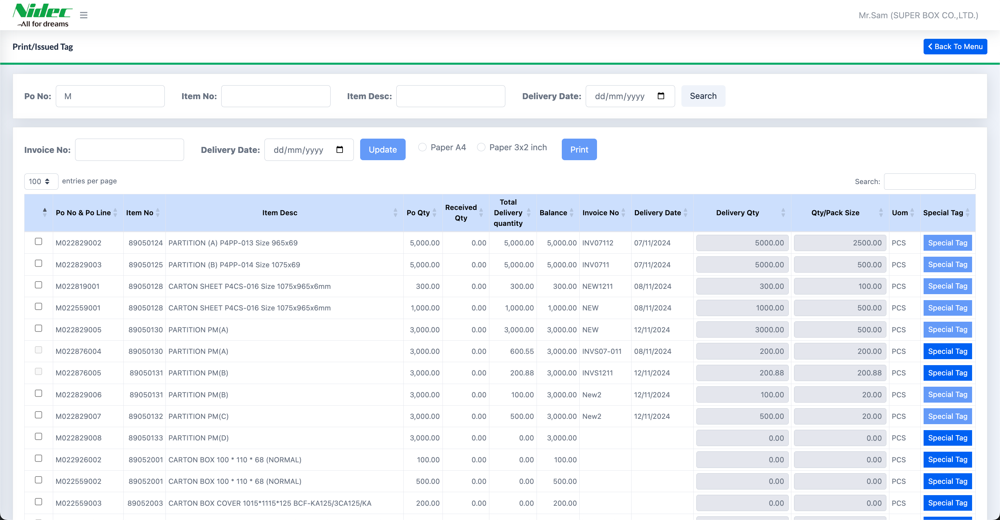 Nidec
All for dreams
Mr.Sam (SUPER BOX CO.,LTD.)
Print/Issued Tag
Back To Menu
Po No: M Item No: Item Desc: Delivery Date: dd/mm/yyyy Search
Invoice No: Delivery Date: dd/mm/yyyy Update Paper A4 Paper 3x2 inch Print
100 entries per page Search:
Po No & Po Line Item No Item Desc Po Qty Received Qty Total Delivery quantity Balance Invoice No Delivery Date Delivery Qty Qty/Pack Size Uom Special Tag
M022829002 89050124 PARTITION (A) P4PP-013 Size 965x69 5,000.00 0.00 5,000.00 5,000.00 INV07112 07/11/2024 5000.00 2500.00 PCS Special Tag
M022829003 89050125 PARTITION (B) P4PP-014 Size 1075x69 5,000.00 0.00 5,000.00 5,000.00 INV0711 07/11/2024 5000.00 500.00 PCS Special Tag
M022819001 89050128 CARTON SHEET P4CS-016 Size 1075x965x6mm 300.00 0.00 300.00 300.00 NEW1211 08/11/2024 300.00 100.00 PCS Special Tag
M022559001 89050128 CARTON SHEET P4CS-016 Size 1075x965x6mm 1,000.00 0.00 1,000.00 1,000.00 NEW 08/11/2024 1000.00 500.00 PCS Special Tag
M022829005 89050130 PARTITION PM(A) 3,000.00 0.00 3,000.00 3,000.00 NEW 12/11/2024 3000.00 500.00 PCS Special Tag
M022876004 89050130 PARTITION PM(A) 3,000.00 0.00 600.55 3,000.00 INVS07-011 08/11/2024 200.00 200.00 PCS Special Tag
M022876005 89050131 PARTITION PM(B) 3,000.00 0.00 200.88 3,000.00 INVS1211 12/11/2024 200.88 200.88 PCS Special Tag
M022829006 89050131 PARTITION PM(B) 3,000.00 0.00 100.00 3,000.00 New2 12/11/2024 100.00 20.00 PCS Special Tag
M022829007 89050132 PARTITION PM(C) 3,000.00 0.00 500.00 3,000.00 New2 12/11/2024 500.00 20.00 PCS Special Tag
M022829008 89050133 PARTITION PM(D) 3,000.00 0.00 0.00 3,000.00 0.00 0.00 PCS Special Tag
M022926002 89052001 CARTON BOX 100 * 110 * 68 (NORMAL) 100.00 0.00 0.00 100.00 0.00 0.00 PCS Special Tag
M022559002 89052001 CARTON BOX 100 * 110 * 68 (NORMAL) 500.00 0.00 0.00 500.00 0.00 0.00 PCS Special Tag
M022559003 89052003 CARTON BOX COVER 1015*1115*125 BCF-KA125/3CA125/KA 200.00 0.00 0.00 200.00 0.00 0.00 PCS Special Tag